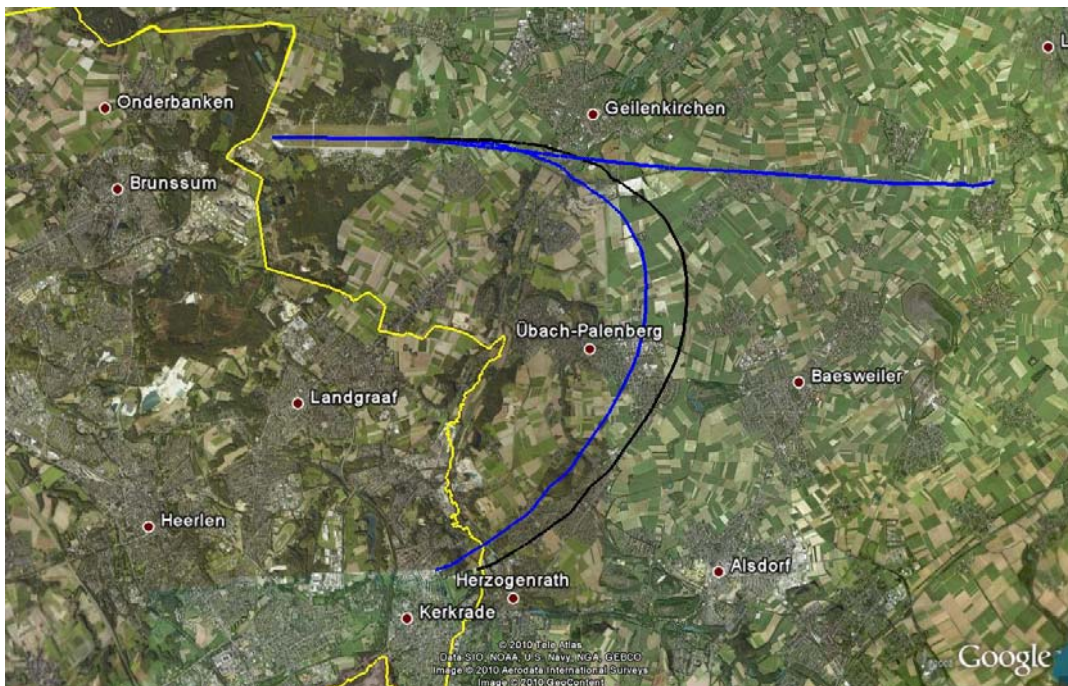 L
Onderbanken
Geilenkirchen
Brunssum
Übach-Palenberg
Baesweiler
Landgraaf
Heerlen
Alsdorf
Herzogenrath
Kerkrade
© 2010 Tele Atlas
Data SIO, NOAA, U.S. Navy, NGA, GEBCO
Image © 2010 Aerodata International Surveys
Image © 2010 GeoContent
Google